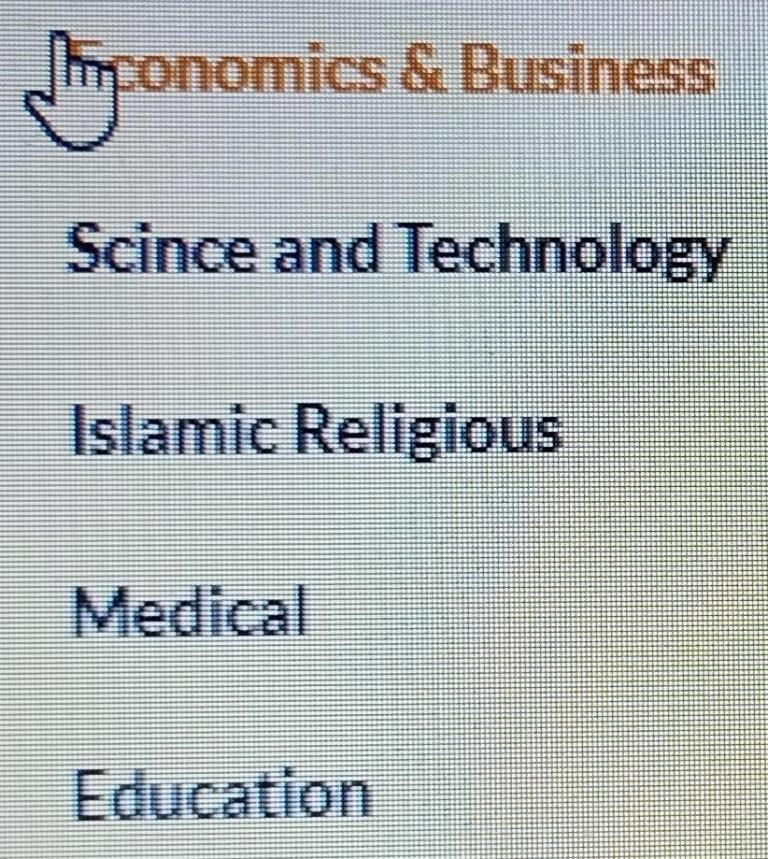 Economics & Business
Scince and Technology
Islamic Religious
Medical
Education